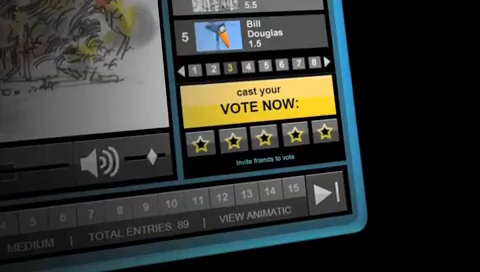 5.5
5
Bill
Douglas
1.5
1 2 3 4 5 6 7 8
cast your
VOTE NOW:
Invite friends to vote
4 5 6 7 8 9 10 11 12 13 14 15
MEDIUM | TOTAL ENTRIES 89 | VIEW ANIMATIC